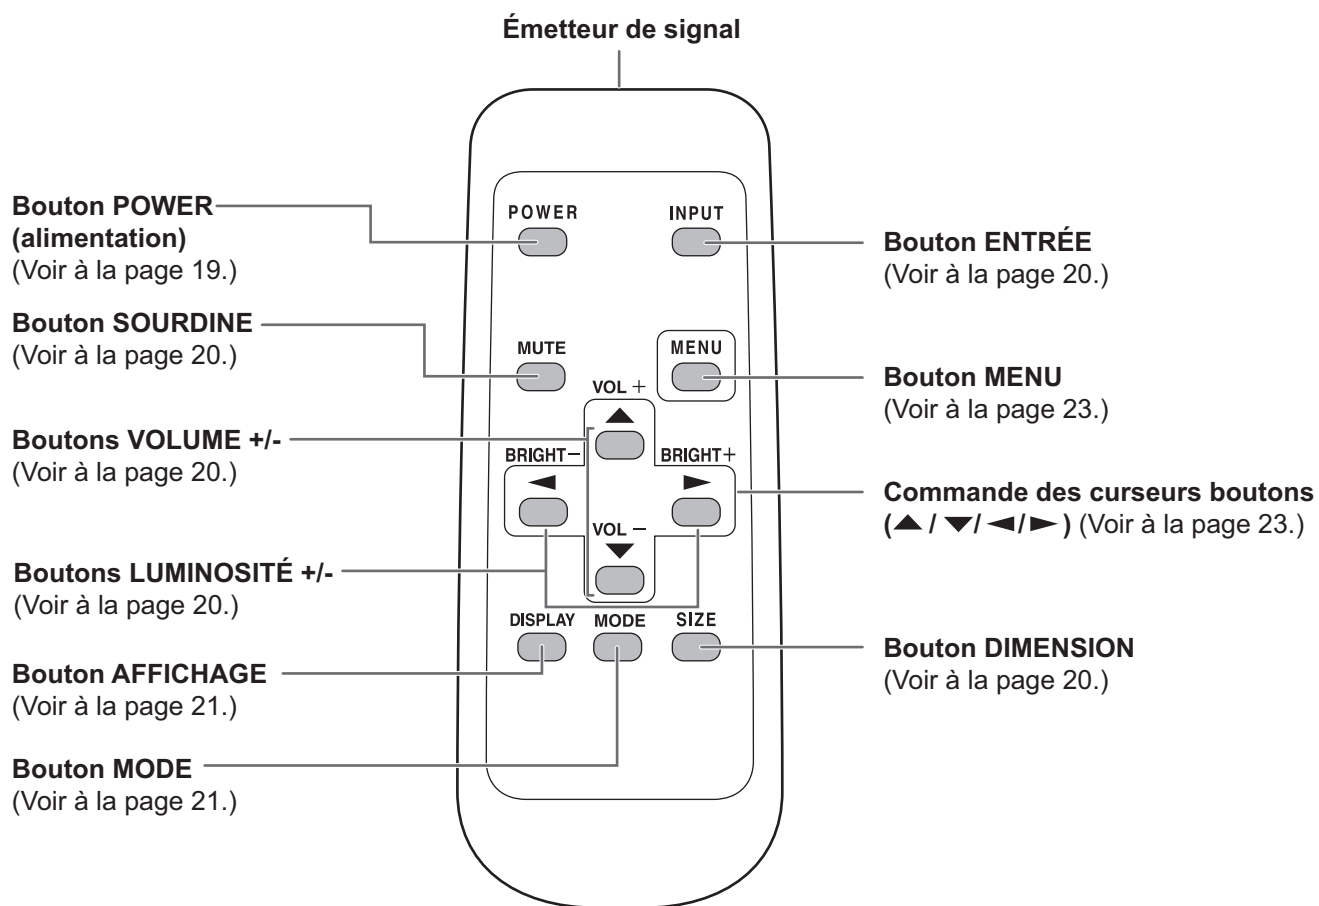 Émetteur de signal
Bouton POWER
(alimentation)
(Voir à la page 19.)
Bouton SOURDINE
(Voir à la page 20.)
Boutons VOLUME +/-
(Voir à la page 20.)
Boutons LUMINOSITÉ +/-
(Voir à la page 20.)
Bouton AFFICHAGE
(Voir à la page 21.)
Bouton MODE
(Voir à la page 21.)
POWER INPUT
MUTE MENU
VOL +
BRIGHT− BRIGHT+
VOL −
DISPLAY MODE SIZE
Bouton ENTRÉE
(Voir à la page 20.)
Bouton MENU
(Voir à la page 23.)
Commande des curseurs boutons
(▲ / ▼/ ◄/ ► ) (Voir à la page 23.)
Bouton DIMENSION
(Voir à la page 20.)